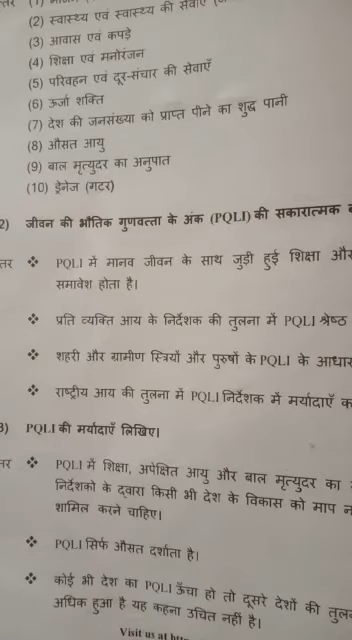 (2) स्वास्थ्य एवं स्वास्थ्य की सेवाएँ
(3) आवास एवं कपड़े
(4) शिक्षा एवं मनोरंजन
(5) परिवहन एवं दूर-संचार की सेवाएँ
(6) ऊर्जा शक्ति
(7) देश की जनसंख्या को प्राप्त पीने का शुद्ध पानी
(8) औसत आयु
(9) बाल मृत्युदर का अनुपात
(10) ड्रेनेज (गटर)
2) जीवन की भौतिक गुणवत्ता के अंक (PQLI) की सकारात्मक
❖ PQLI में मानव जीवन के साथ जुड़ी हुई शिक्षा और
समावेश होता है।
❖ प्रति व्यक्ति आय के निर्देशक की तुलना में PQLI श्रेष्ठ
❖ शहरी और ग्रामीण स्त्रियों और पुरुषों के PQLI के आधार
❖ राष्ट्रीय आय की तुलना में PQLI निर्देशक में मर्यादाएँ
3) PQLI की मर्यादाएँ लिखिए।
❖ PQLI में शिक्षा, अपेक्षित आयु और बाल मृत्युदर का
निर्देशको के द्वारा किसी भी देश के विकास को माप
शामिल करने चाहिए।
❖ PQLI सिर्फ औसत दर्शाता है।
❖ कोई भी देश का PQLI ऊँचा हो तो दूसरे देशों की
अधिक हुआ है यह कहना उचित नहीं है।
Visit us at